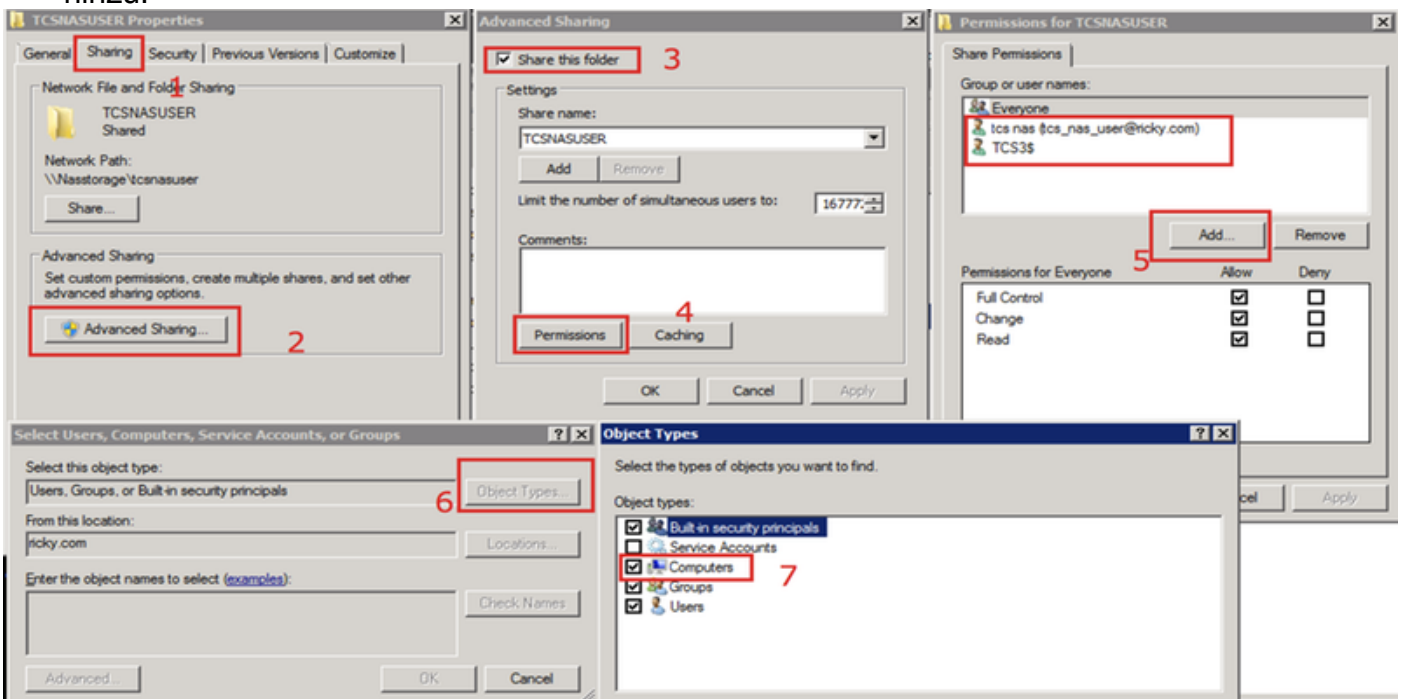 hinzu.
TCSNASUSER Properties
General Sharing Security Previous Versions Customize
1
Network File and Folder Sharing
TCSNASUSER
Shared
Network Path:
\\Nasstorage\tcsnasuser
Share...
Advanced Sharing
Set custom permissions, create multiple shares, and set other
advanced sharing options.
Advanced Sharing...
2
Advanced Sharing
Share this folder
3
Settings
Share name:
TCSNASUSER
Add Remove
Limit the number of simultaneous users to: 16777
Comments:
4
Permissions Caching
OK Cancel Apply
Permissions for TCSNASUSER
Share Permissions
Group or user names:
Everyone
tcs nas (tcs_nas_user@ricky.com)
TCS3$
Add... Remove
5
Permissions for Everyone Allow Deny
Full Control
Change
Read
cel Apply
Select Users, Computers, Service Accounts, or Groups
Select this object type:
Users, Groups, or Built-in security principals
6
Object Types...
From this location:
ricky.com
Locations...
Enter the object names to select (examples):
Check Names
Advanced... OK Cancel
Object Types
Select the types of objects you want to find.
Object types:
Built-in security principals
Service Accounts
Computers
7
Groups
Users